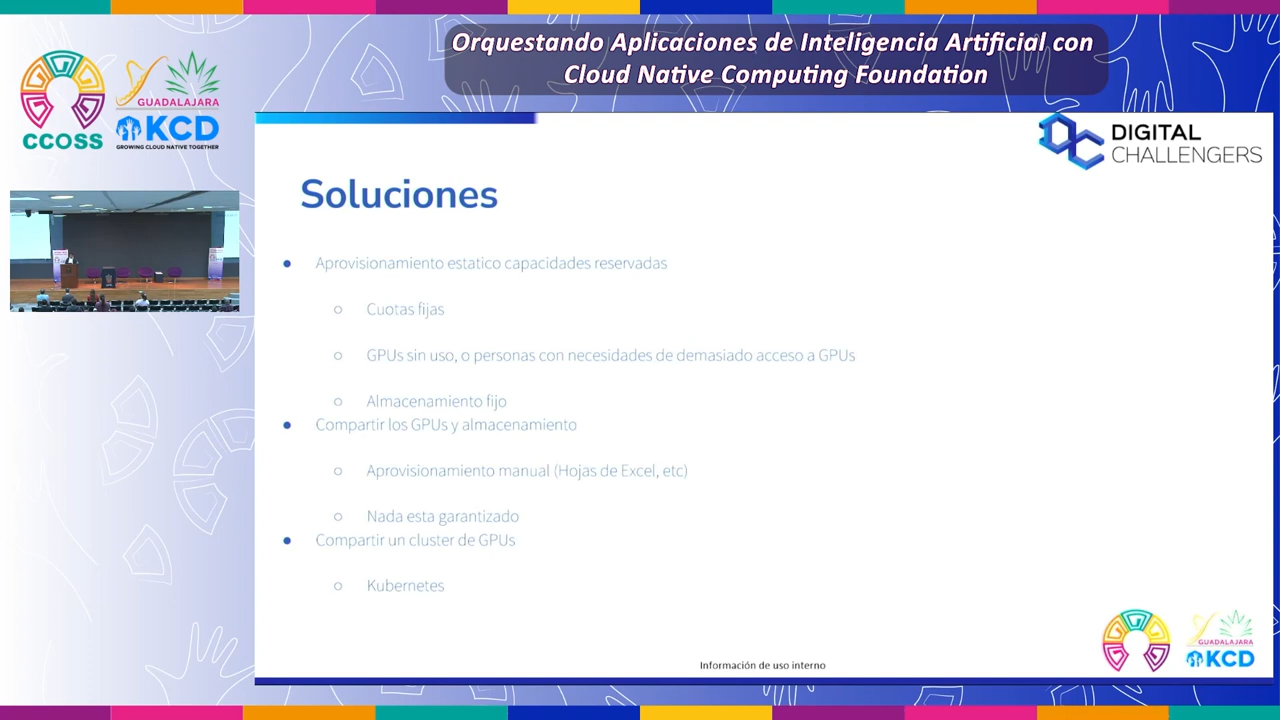 Orquestando Aplicaciones de Inteligencia Artificial con
Cloud Native Computing Foundation
CCOSS
GUADALAJARA
KCD
GROWING CLOUD NATIVE TOGETHER
DIGITAL
CHALLENGERS
Soluciones
● Aprovisionamiento estatico capacidades reservadas
○ Cuotas fijas
○ GPUs sin uso, o personas con necesidades de demasiado acceso a GPUs
○ Almacenamiento fijo
● Compartir los GPUs y almacenamiento
○ Aprovisionamiento manual (Hojas de Excel, etc)
○ Nada esta garantizado
● Compartir un cluster de GPUs
○ Kubernetes
Información de uso interno
GUADALAJARA
KCD